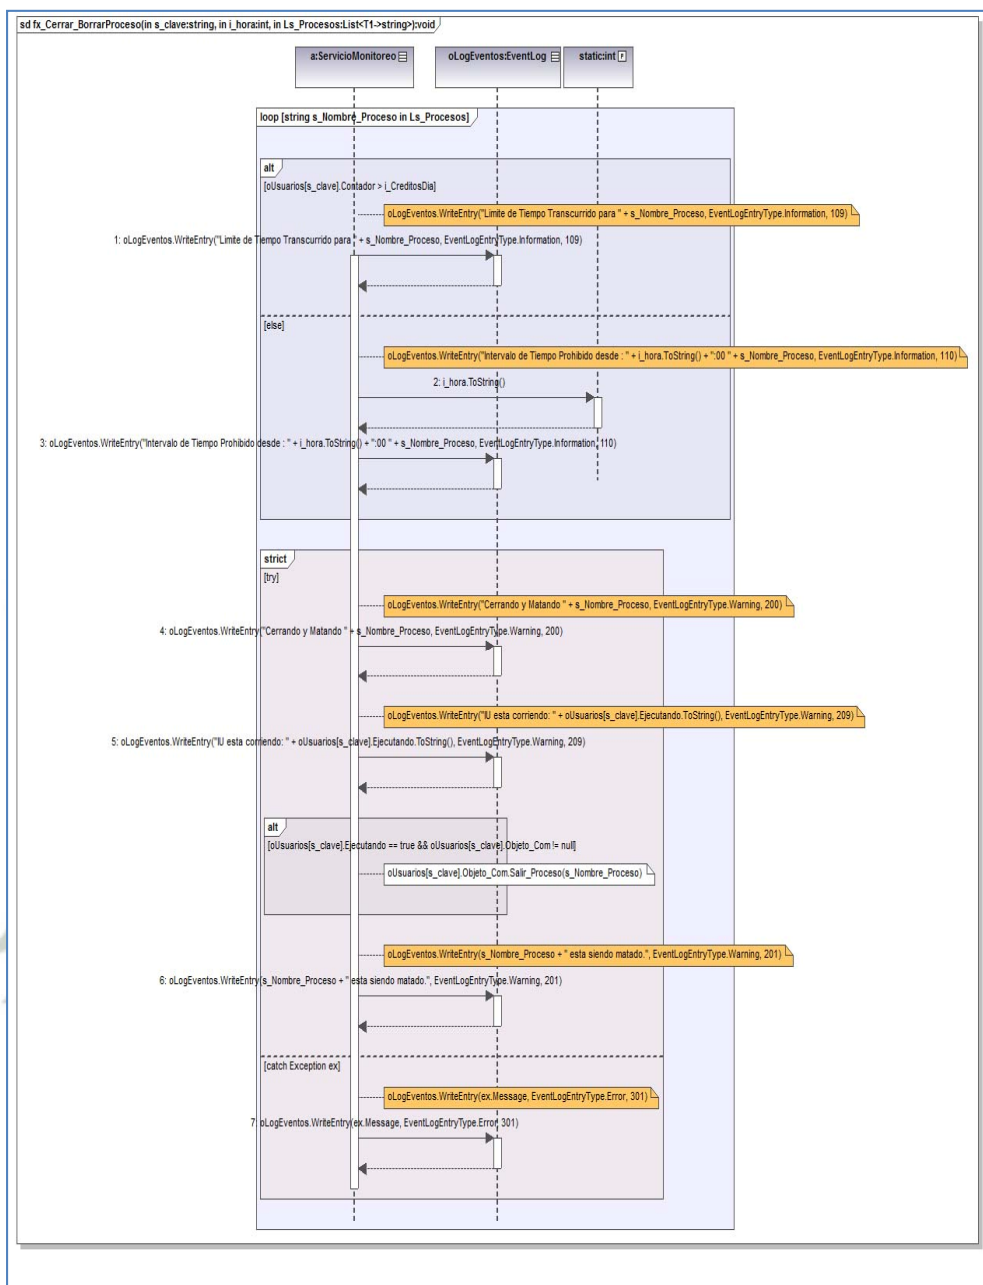 sd fx_Cerrar_BorrarProceso(in s_clave:string, in i_hora:int, in Ls_Procesos:List<T1->string>):void
a:ServicioMonitoreo
oLogEventos:EventLog
static:int
loop [string s_Nombre_Proceso in Ls_Procesos]
alt
[oUsuarios[s_clave].Contador > i_CreditosDia]
oLogEventos.WriteEntry("Limite de Tiempo Transcurrido para " + s_Nombre_Proceso, EventLogEntryType.Information, 109)
1: oLogEventos.WriteEntry("Limite de Tiempo Transcurrido para " + s_Nombre_Proceso, EventLogEntryType.Information, 109)
[else]
oLogEventos.WriteEntry("Intervalo de Tiempo Prohibido desde : " + i_hora.ToString() + ":00 " + s_Nombre_Proceso, EventLogEntryType.Information, 110)
2: i_hora.ToString()
3: oLogEventos.WriteEntry("Intervalo de Tiempo Prohibido desde : " + i_hora.ToString() + ":00 " + s_Nombre_Proceso, EventLogEntryType.Information, 110)
strict
[try]
oLogEventos.WriteEntry("Cerrando y Matando " + s_Nombre_Proceso, EventLogEntryType.Warning, 200)
4: oLogEventos.WriteEntry("Cerrando y Matando " + s_Nombre_Proceso, EventLogEntryType.Warning, 200)
oLogEventos.WriteEntry("IU esta corriendo: " + oUsuarios[s_clave].Ejecutando.ToString(), EventLogEntryType.Warning, 209)
5: oLogEventos.WriteEntry("IU esta corriendo: " + oUsuarios[s_clave].Ejecutando.ToString(), EventLogEntryType.Warning, 209)
alt
[oUsuarios[s_clave].Ejecutando == true && oUsuarios[s_clave].Objeto_Com != null]
oUsuarios[s_clave].Objeto_Com.Salir_Proceso(s_Nombre_Proceso)
oLogEventos.WriteEntry(s_Nombre_Proceso + " esta siendo matado.", EventLogEntryType.Warning, 201)
6: oLogEventos.WriteEntry(s_Nombre_Proceso + " esta siendo matado.", EventLogEntryType.Warning, 201)
[catch Exception ex]
oLogEventos.WriteEntry(ex.Message, EventLogEntryType.Error, 301)
7: oLogEventos.WriteEntry(ex.Message, EventLogEntryType.Error, 301)